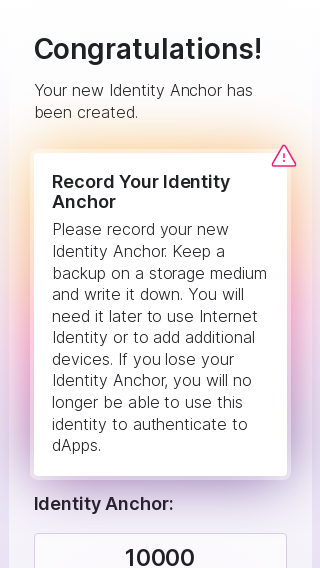 Congratulations!
Your new Identity Anchor has
been created.
Record Your Identity
Anchor
Please record your new
Identity Anchor. Keep a
backup on a storage medium
and write it down. You will
need it later to use Internet
Identity or to add additional
devices. If you lose your
Identity Anchor, you will no
longer be able to use this
identity to authenticate to
dApps.
Identity Anchor:
10000